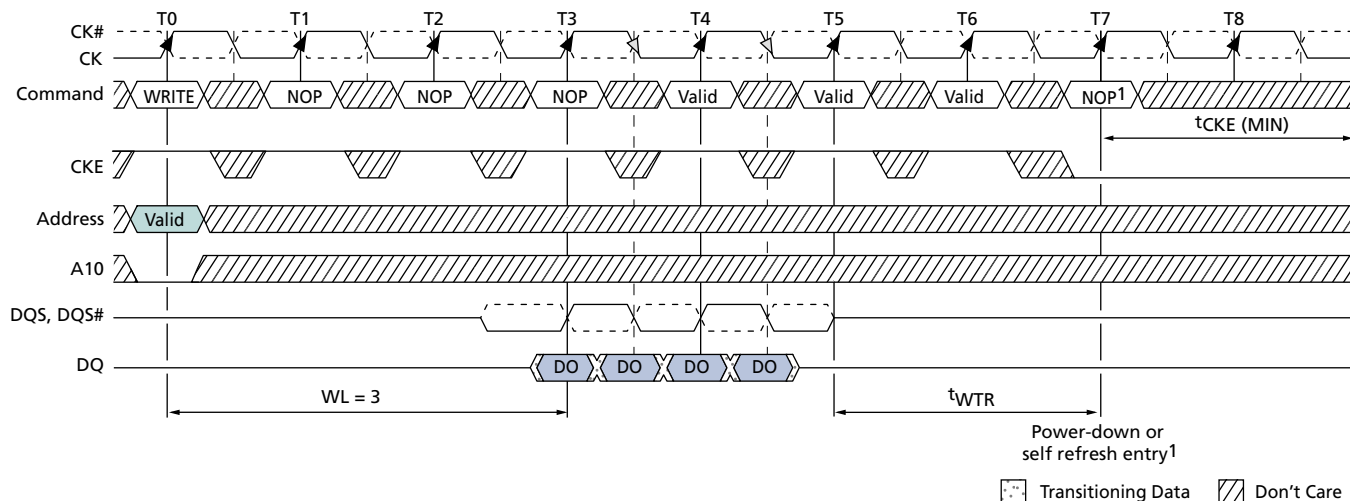 T0 T1 T2 T3 T4 T5 T6 T7 T8
CK#
CK
Command WRITE NOP NOP NOP Valid Valid Valid NOP1
tCKE (MIN)
CKE
Address Valid
A10
DQS, DQS#
DQ DO DO DO DO
WL = 3 tWTR
Power-down or
self refresh entry1
Transitioning Data Don't Care